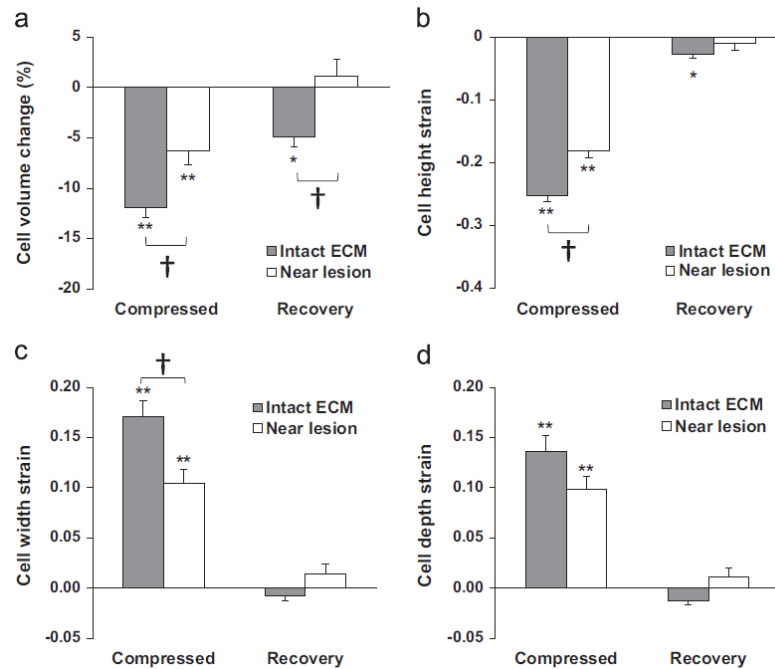 a
Cell volume change (%)
5
0
-5
-10
-15
-20
**
**
†
*
†
Intact ECM
Near lesion
Compressed
Recovery
b
Cell height strain
0
-0.1
-0.2
-0.3
-0.4
**
**
†
*
Intact ECM
Near lesion
Compressed
Recovery
c
Cell width strain
0.20
0.15
0.10
0.05
0.00
-0.05
†
**
**
Intact ECM
Near lesion
Compressed
Recovery
d
Cell depth strain
0.20
0.15
0.10
0.05
0.00
-0.05
**
**
Intact ECM
Near lesion
Compressed
Recovery